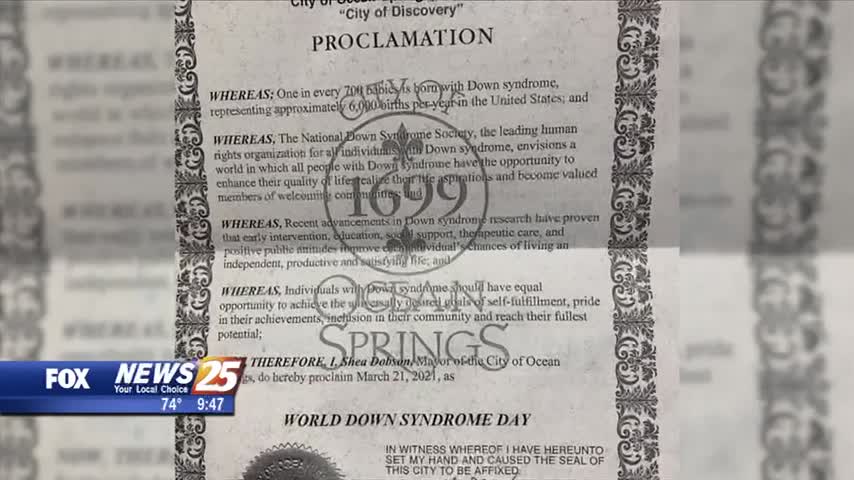 City of Ocean Springs
"City of Discovery"
PROCLAMATION
WHEREAS; One in every 700 babies is born with Down syndrome,
representing approximately 6,000 births per year in the United States; and
WHEREAS, The National Down Syndrome Society, the leading human
rights organization for all individuals with Down syndrome, envisions a
world in which all people with Down syndrome have the opportunity to
enhance their quality of life, realize their life aspirations and become valued
members of welcoming communities; and
WHEREAS, Recent advancements in Down syndrome research have proven
that early intervention, education, social support, therapeutic care, and
positive public attitudes improve each individual's chances of living an
independent, productive and satisfying life; and
WHEREAS, Individuals with Down syndrome should have equal
opportunity to achieve the universally desired goals of self-fulfillment, pride
in their achievements, inclusion in their community and reach their fullest
potential;
THEREFORE, I, Shea Dobson, Mayor of the City of Ocean
gs, do hereby proclaim March 21, 2021, as
WORLD DOWN SYNDROME DAY
IN WITNESS WHEREOF I HAVE HEREUNTO
SET MY HAND AND CAUSED THE SEAL OF
THIS CITY TO BE AFFIXED
CITY OF
1699
OCEAN
SPRINGS
FOX NEWS 25
Your Local Choice
74° 9:47